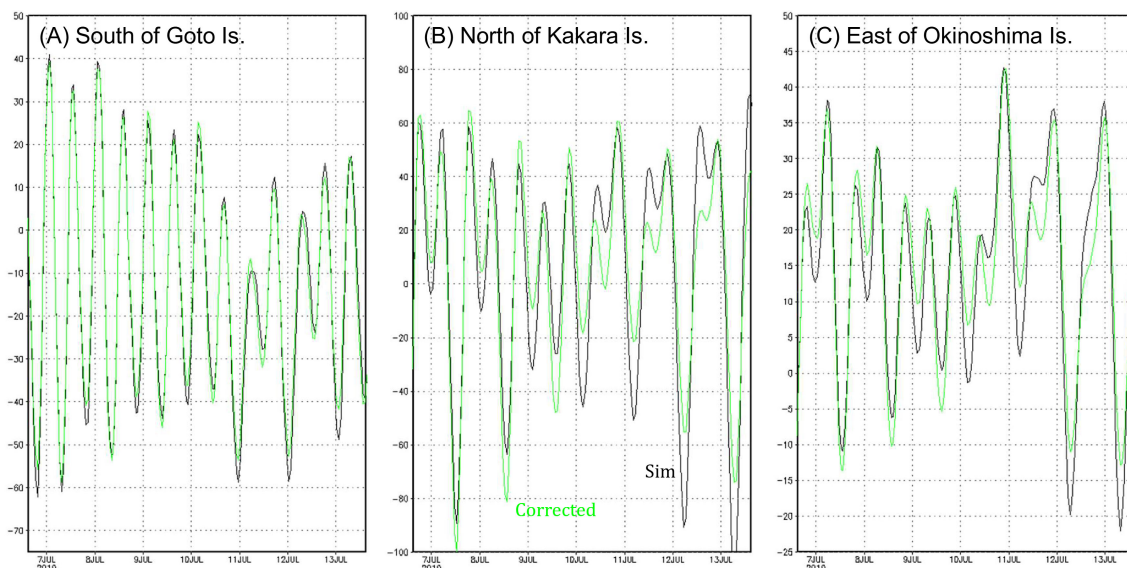 (A) South of Goto Is.
50
40
30
20
10
0
−10
−20
−30
−40
−50
−60
−70
7JUL
8JUL
9JUL
10JUL
11JUL
12JUL
13JUL
(B) North of Kakara Is.
100
80
60
40
20
0
−20
−40
−60
−80
−100
Sim
Corrected
7JUL
8JUL
9JUL
10JUL
11JUL
12JUL
13JUL
(C) East of Okinoshima Is.
50
45
40
35
30
25
20
15
10
5
0
−5
−10
−15
−20
−25
7JUL
8JUL
9JUL
10JUL
11JUL
12JUL
13JUL